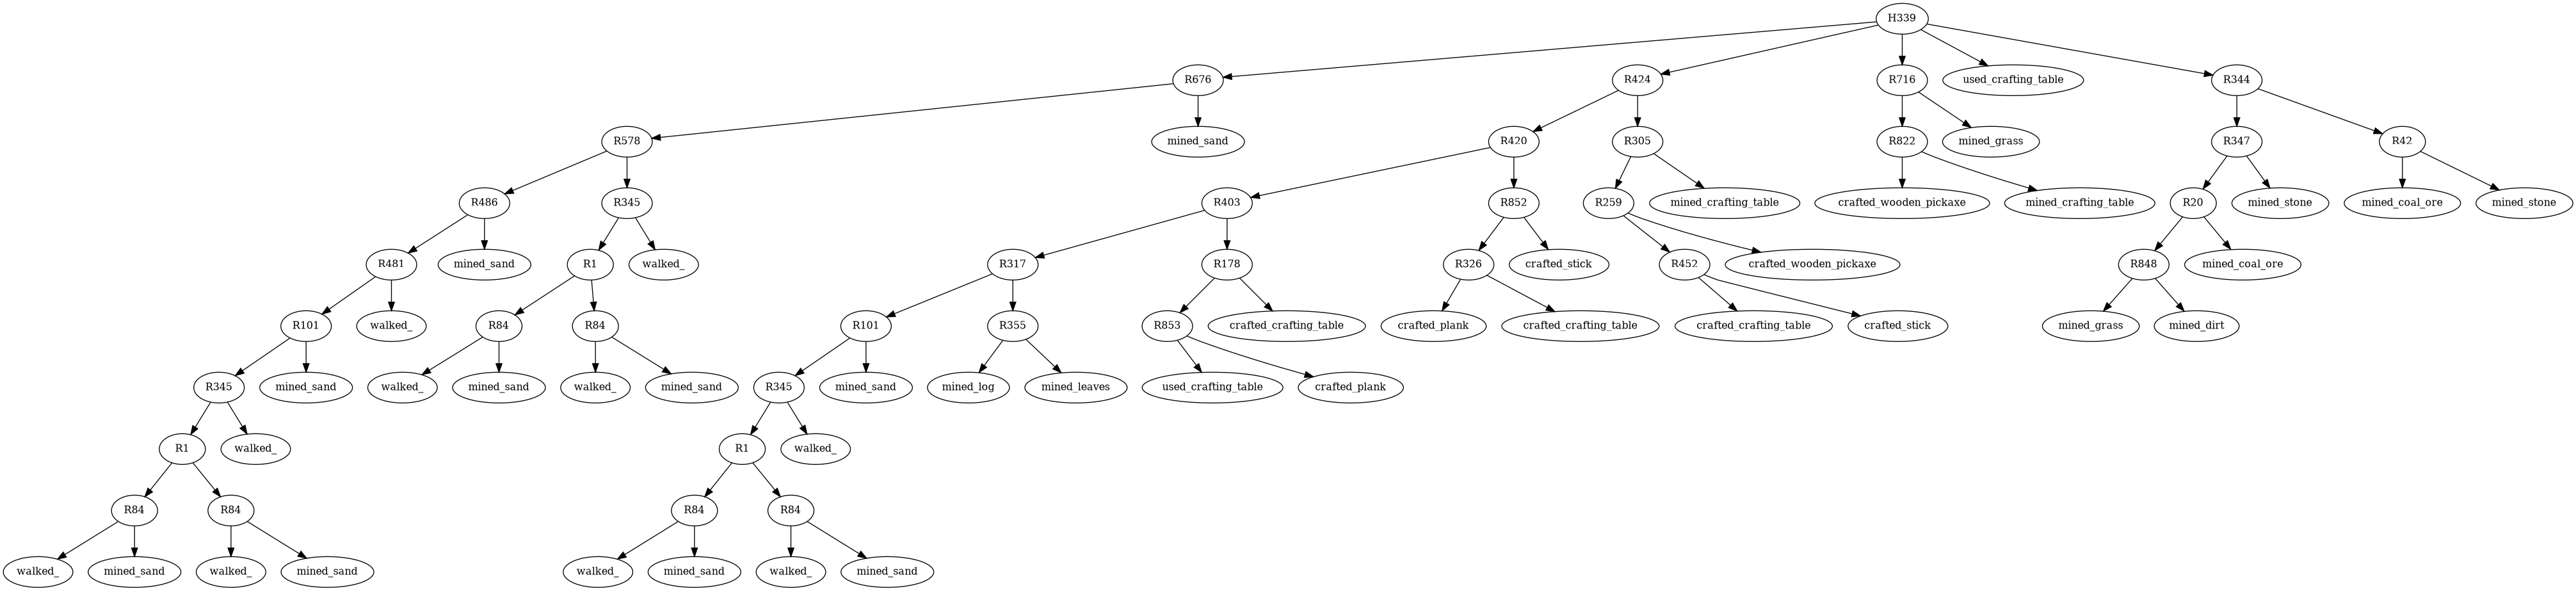 H339
R676
R424
R716
used_crafting_table
R344
R578
mined_sand
R420
R305
R822
mined_grass
R347
R42
R486
R345
R403
R852
R259
mined_crafting_table
crafted_wooden_pickaxe
mined_crafting_table
R20
mined_stone
mined_coal_ore
mined_stone
R481
mined_sand
R1
walked_
R317
R178
R326
crafted_stick
R452
crafted_wooden_pickaxe
R848
mined_coal_ore
R101
walked_
R84
R84
R101
R355
R853
crafted_crafting_table
crafted_plank
crafted_crafting_table
crafted_crafting_table
crafted_stick
mined_grass
mined_dirt
R345
mined_sand
walked_
mined_sand
walked_
mined_sand
R345
mined_sand
mined_log
mined_leaves
used_crafting_table
crafted_plank
R1
walked_
R1
walked_
R84
R84
R84
R84
walked_
mined_sand
walked_
mined_sand
walked_
mined_sand
walked_
mined_sand